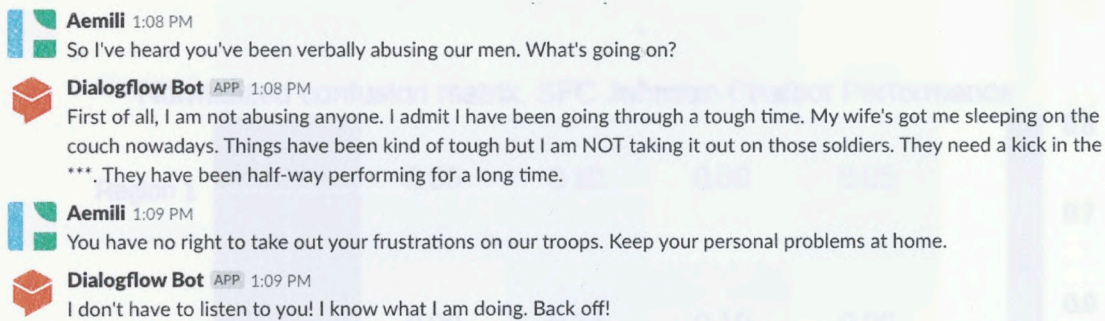 Aemili 1:08 PM
So I've heard you've been verbally abusing our men. What's going on?
Dialogflow Bot APP 1:08 PM
First of all, I am not abusing anyone. I admit I have been going through a tough time. My wife's got me sleeping on the
couch nowadays. Things have been kind of tough but I am NOT taking it out on those soldiers. They need a kick in the
***. They have been half-way performing for a long time.
Aemili 1:09 PM
You have no right to take out your frustrations on our troops. Keep your personal problems at home.
Dialogflow Bot APP 1:09 PM
I don't have to listen to you! I know what I am doing. Back off!